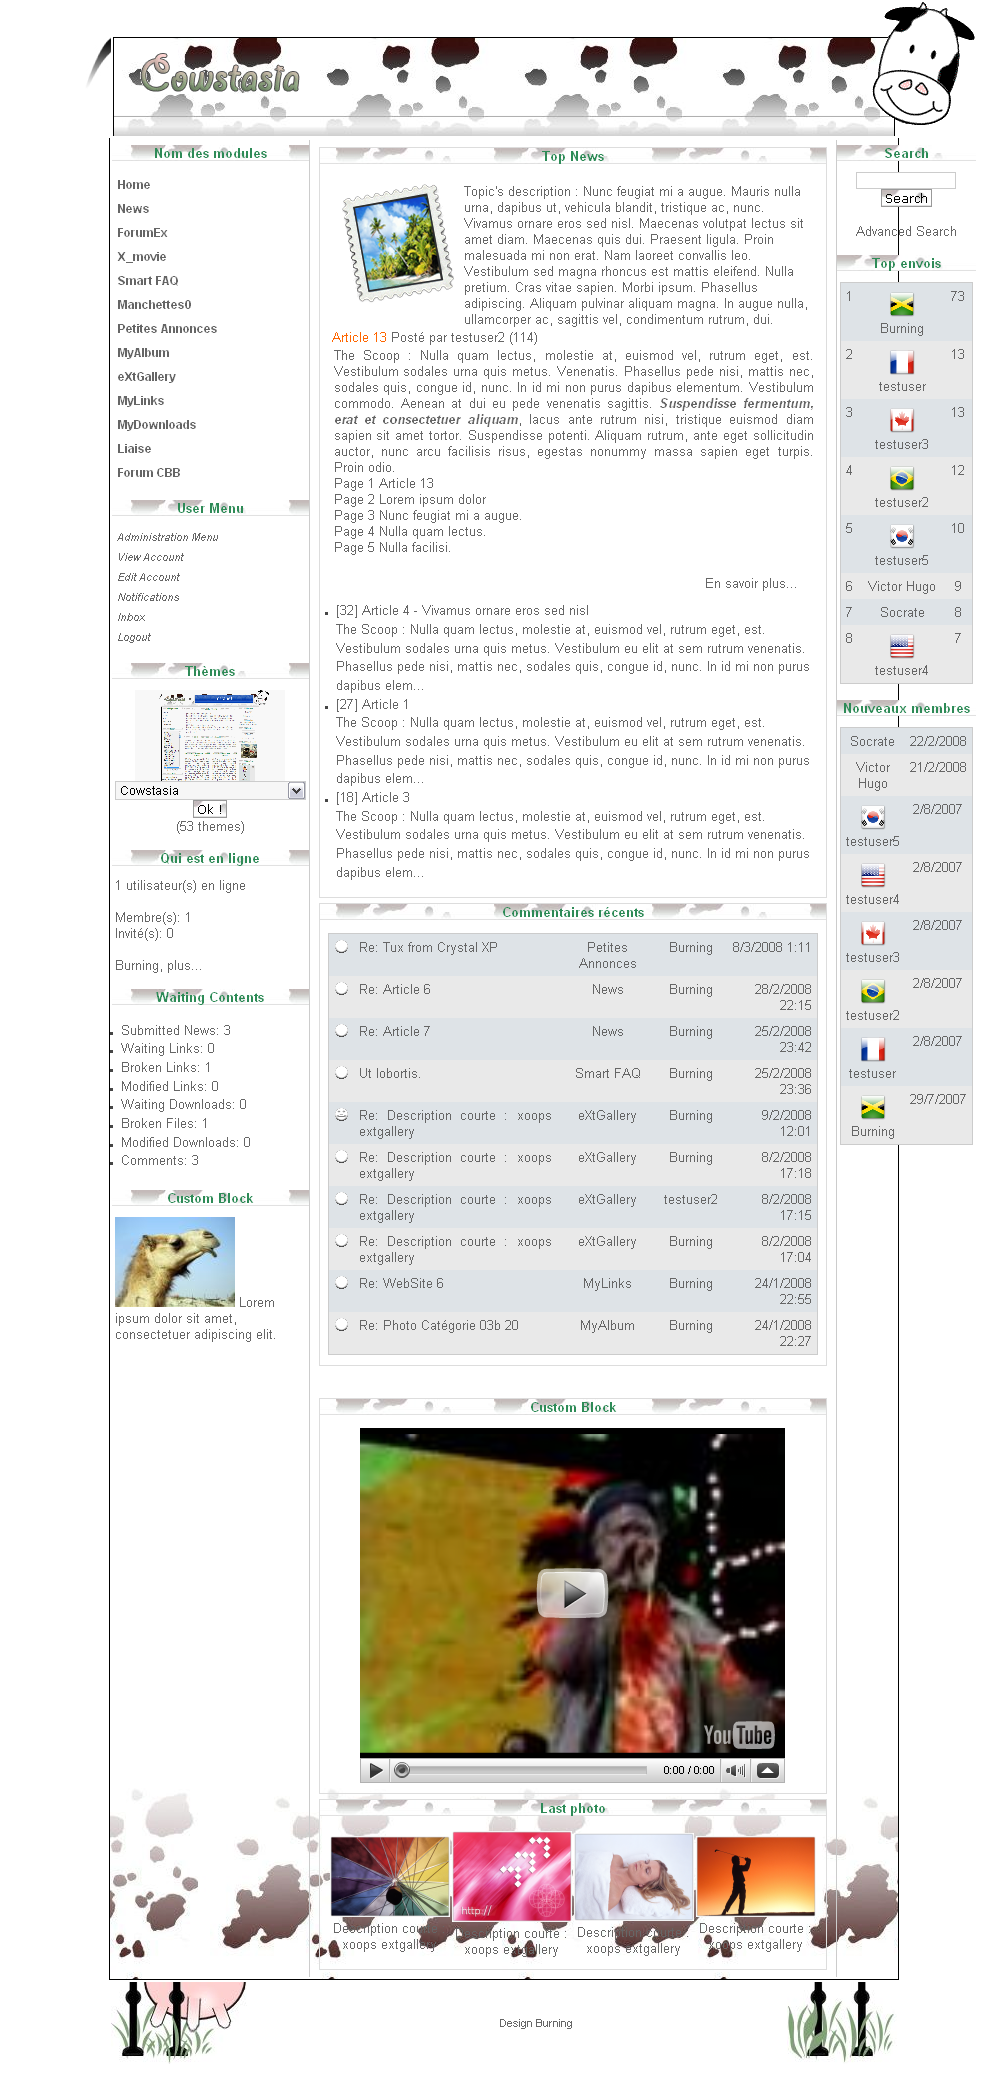 Cowstasia
Nom des modules
Home
News
ForumEx
X_movie
Smart FAQ
Manchettes0
Petites Annonces
MyAlbum
eXtGallery
MyLinks
MyDownloads
Liaise
Forum CBB
User Menu
Administration Menu
View Account
Edit Account
Notifications
Inbox
Logout
Thèmes
Cowstasia
Ok !
(53 themes)
Qui est en ligne
1 utilisateur(s) en ligne
Membre(s): 1
Invité(s): 0
Burning, plus...
Waiting Contents
Submitted News: 3
Waiting Links: 0
Broken Links: 1
Modified Links: 0
Waiting Downloads: 0
Broken Files: 1
Modified Downloads: 0
Comments: 3
Custom Block
Lorem
ipsum dolor sit amet,
consectetuer adipiscing elit.
Top News
Topic's description : Nunc feugiat mi a augue. Mauris nulla
urna, dapibus ut, vehicula blandit, tristique ac, nunc.
Vivamus ornare eros sed nisl. Maecenas volutpat lectus sit
amet diam. Maecenas quis dui. Praesent ligula. Proin
malesuada mi non erat. Nam laoreet convallis leo.
Vestibulum sed magna rhoncus est mattis eleifend. Nulla
pretium. Cras vitae sapien. Morbi ipsum. Phasellus
adipiscing. Aliquam pulvinar aliquam magna. In augue nulla,
ullamcorper ac, sagittis vel, condimentum rutrum, dui.
Article 13 Posté par testuser2 (114)
The Scoop : Nulla quam lectus, molestie at, euismod vel, rutrum eget, est.
Vestibulum sodales urna quis metus. Venenatis. Phasellus pede nisi, mattis nec,
sodales quis, congue id, nunc. In id mi non purus dapibus elementum. Vestibulum
commodo. Aenean at dui eu pede venenatis sagittis. Suspendisse fermentum,
erat et consectetuer aliquam, lacus ante rutrum nisi, tristique euismod diam
sapien sit amet tortor. Suspendisse potenti. Aliquam rutrum, ante eget sollicitudin
auctor, nunc arcu facilisis risus, egestas nonummy massa sapien eget turpis.
Proin odio.
Page 1 Article 13
Page 2 Lorem ipsum dolor
Page 3 Nunc feugiat mi a augue.
Page 4 Nulla quam lectus.
Page 5 Nulla facilisi.
En savoir plus...
[32] Article 4 - Vivamus ornare eros sed nisl
The Scoop : Nulla quam lectus, molestie at, euismod vel, rutrum eget, est.
Vestibulum sodales urna quis metus. Vestibulum eu elit at sem rutrum venenatis.
Phasellus pede nisi, mattis nec, sodales quis, congue id, nunc. In id mi non purus
dapibus elem...
[27] Article 1
The Scoop : Nulla quam lectus, molestie at, euismod vel, rutrum eget, est.
Vestibulum sodales urna quis metus. Vestibulum eu elit at sem rutrum venenatis.
Phasellus pede nisi, mattis nec, sodales quis, congue id, nunc. In id mi non purus
dapibus elem...
[18] Article 3
The Scoop : Nulla quam lectus, molestie at, euismod vel, rutrum eget, est.
Vestibulum sodales urna quis metus. Vestibulum eu elit at sem rutrum venenatis.
Phasellus pede nisi, mattis nec, sodales quis, congue id, nunc. In id mi non purus
dapibus elem...
Commentaires récents
Re: Tux from Crystal XP Petites Burning 8/3/2008 1:11
Annonces
Re: Article 6 News Burning 28/2/2008
22:15
Re: Article 7 News Burning 25/2/2008
23:42
Ut lobortis. Smart FAQ Burning 25/2/2008
23:36
Re: Description courte : xoops eXtGallery Burning 9/2/2008
extgallery 12:01
Re: Description courte : xoops eXtGallery Burning 8/2/2008
extgallery 17:18
Re: Description courte : xoops eXtGallery testuser2 8/2/2008
extgallery 17:15
Re: Description courte : xoops eXtGallery Burning 8/2/2008
extgallery 17:04
Re: WebSite 6 MyLinks Burning 24/1/2008
22:55
Re: Photo Catégorie 03b 20 MyAlbum Burning 24/1/2008
22:27
Custom Block
YouTube
0:00 / 0:00
Last photo
http://
Description courte :
xoops extgallery
Description courte :
xoops extgallery
Description courte :
xoops extgallery
Description courte :
xoops extgallery
Search
Search
Advanced Search
Top envois
1 73
Burning
2 13
testuser
3 13
testuser3
4 12
testuser2
5 10
testuser5
6 Victor Hugo 9
7 Socrate 8
8 7
testuser4
Nouveaux membres
Socrate 22/2/2008
Victor 21/2/2008
Hugo
2/8/2007
testuser5
2/8/2007
testuser4
2/8/2007
testuser3
2/8/2007
testuser2
2/8/2007
testuser
29/7/2007
Burning
Design Burning